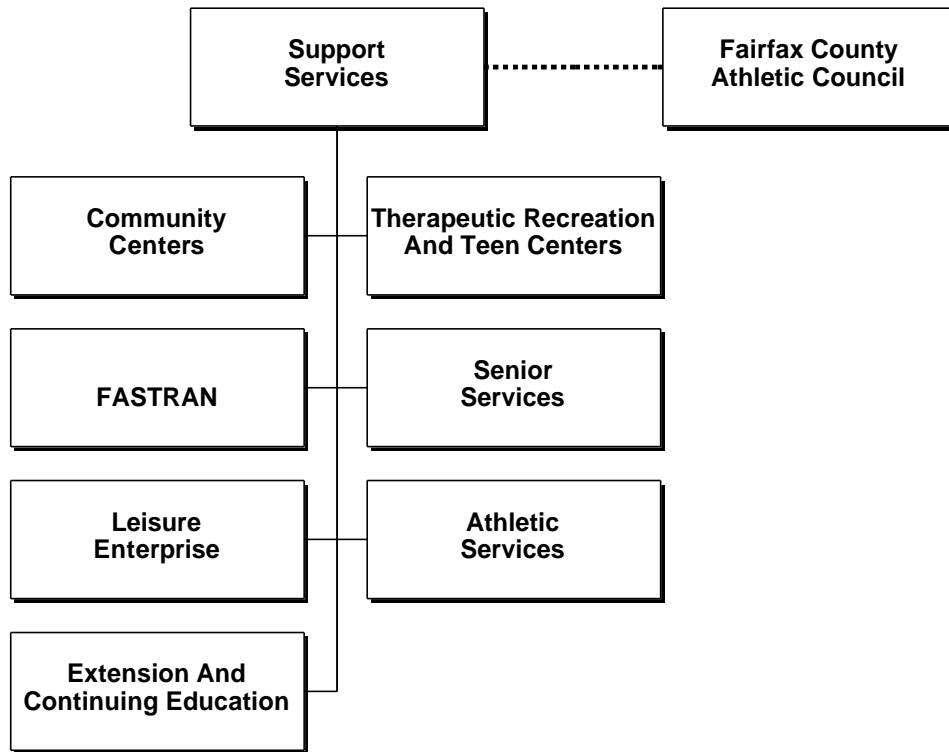 Support
Services
Fairfax County
Athletic Council
Community
Centers
Therapeutic Recreation
And Teen Centers
FASTRAN
Senior
Services
Leisure
Enterprise
Athletic
Services
Extension And
Continuing Education